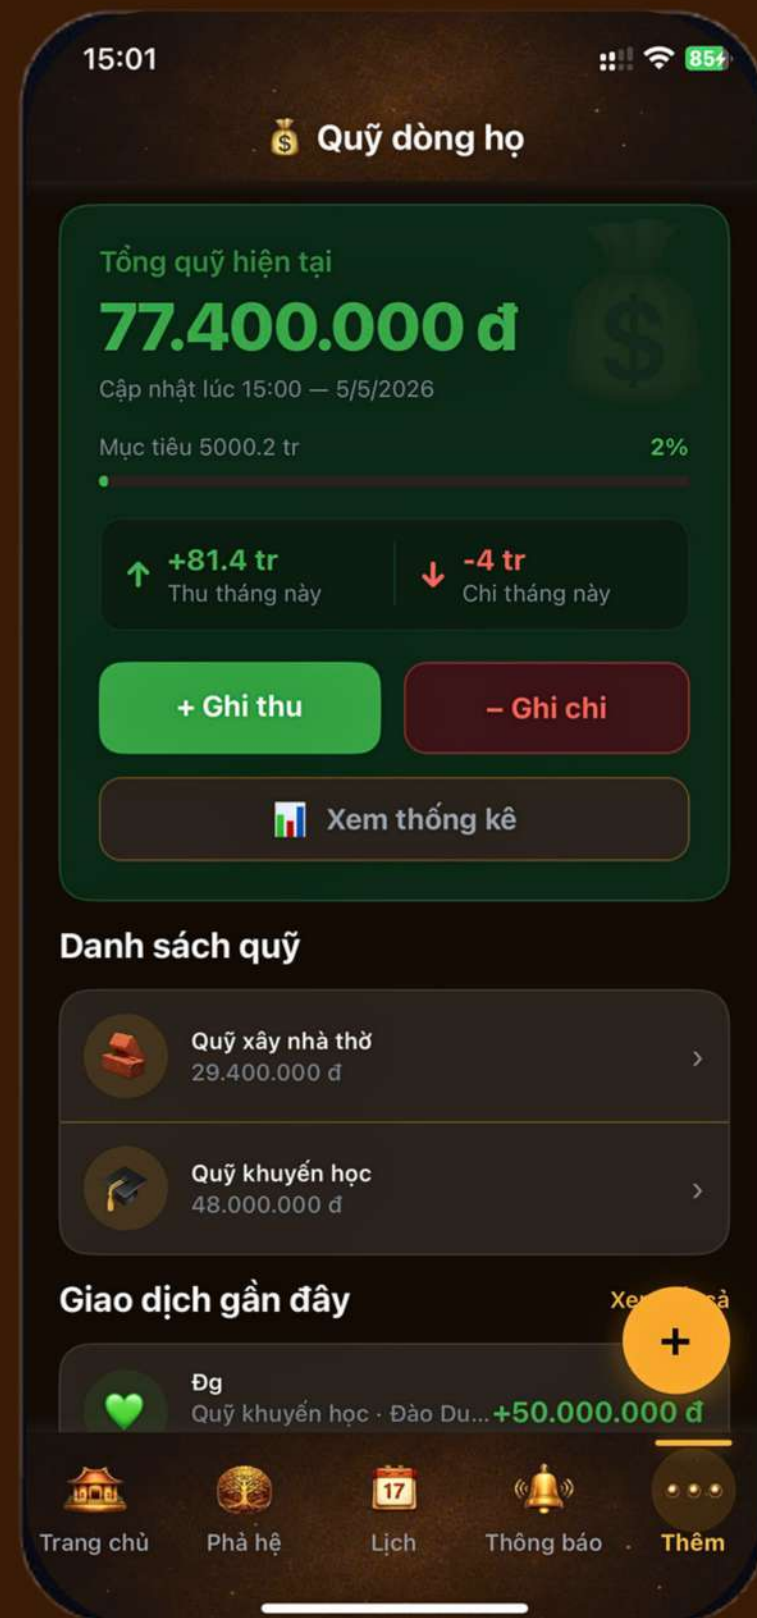 15:01
85
Quỹ dòng họ
Tổng quỹ hiện tại
77.400.000 đ
Cập nhật lúc 15:00 — 5/5/2026
Mục tiêu 5000.2 tr
2%
+81.4 tr
Thu tháng này
-4 tr
Chi tháng này
+ Ghi thu
– Ghi chi
Xem thống kê
Danh sách quỹ
Quỹ xây nhà thờ
29.400.000 đ
Quỹ khuyến học
48.000.000 đ
Giao dịch gần đây
Đg
Quỹ khuyến học · Đào Du... +50.000.000 đ
17
Trang chủ
Phả hệ
Lịch
Thông báo
Thêm